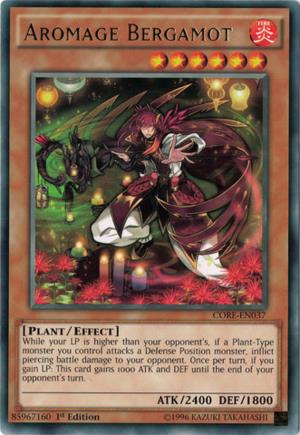 AROMAGE BERGAMOT
FIRE
炎
CORE-EN037
[PLANT/EFFECT]
While your LP is higher than your opponent's, if a Plant-Type
monster you control attacks a Defense Position monster, inflict
piercing battle damage to your opponent. Once per turn, if you
gain LP: This card gains 1000 ATK and DEF until the end of your
opponent's turn.
ATK/2400 DEF/1800
85967160 1st Edition ©1996 KAZUKI TAKAHASHI